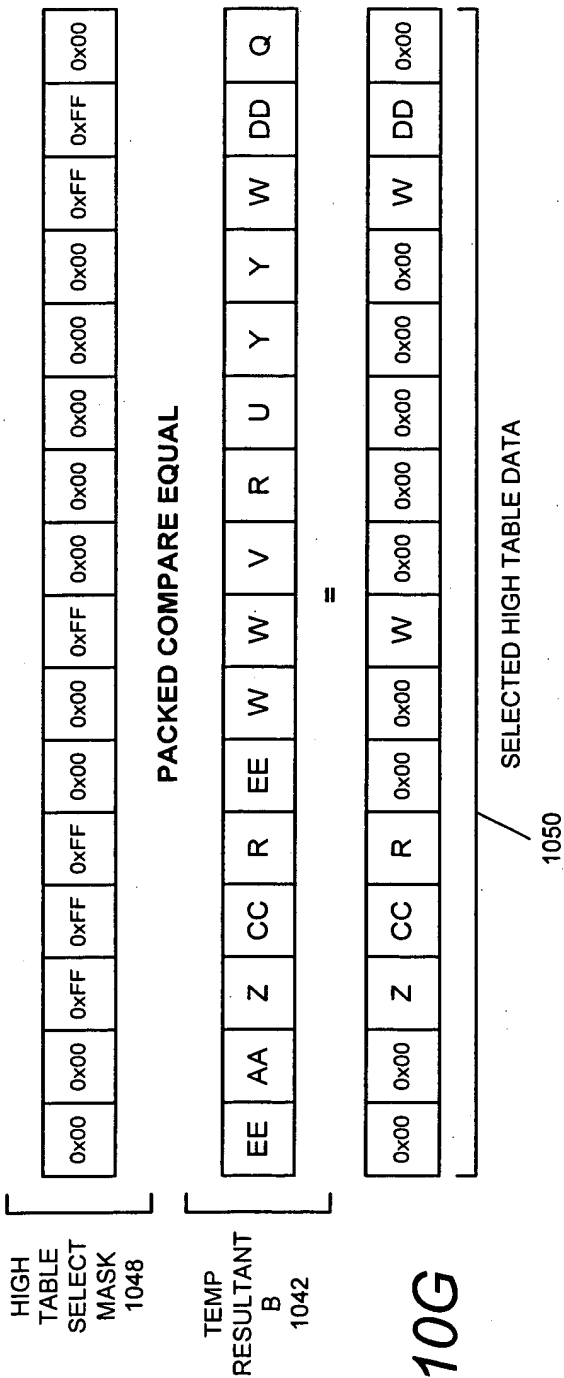 HIGH
TABLE
SELECT
MASK
1048
0x00 0x00 0xFF 0xFF 0xFF 0x00 0x00 0xFF 0x00 0x00 0x00 0x00 0x00 0xFF 0xFF 0x00
PACKED COMPARE EQUAL
TEMP
RESULTANT
B
1042
EE AA Z CC R EE W W V R U Y Y W DD Q
=
0x00 0x00 Z CC R 0x00 0x00 W 0x00 0x00 0x00 0x00 0x00 W DD 0x00
1050
SELECTED HIGH TABLE DATA
10G